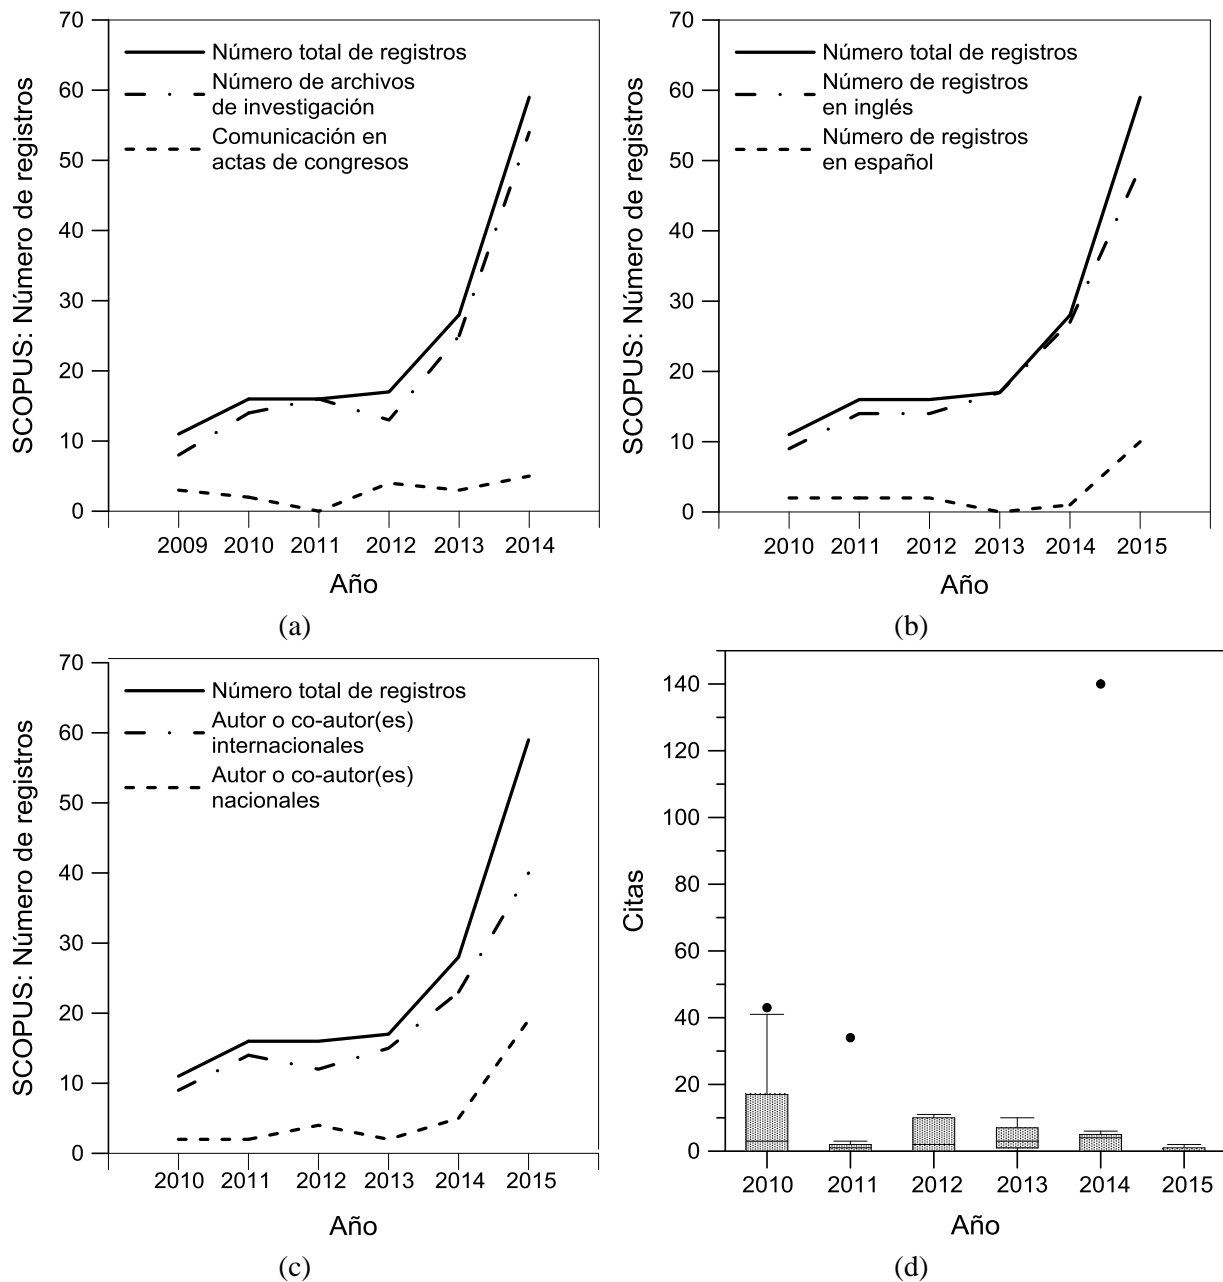 70
60
50
40
30
20
10
0
SCOPUS: Número de registros
Número total de registros
Número de archivos
de investigación
Comunicación en
actas de congresos
2009 2010 2011 2012 2013 2014
Año
(a)
70
60
50
40
30
20
10
0
SCOPUS: Número de registros
Número total de registros
Número de registros
en inglés
Número de registros
en español
2010 2011 2012 2013 2014 2015
Año
(b)
70
60
50
40
30
20
10
0
SCOPUS: Número de registros
Número total de registros
Autor o co-autor(es)
internacionales
Autor o co-autor(es)
nacionales
2010 2011 2012 2013 2014 2015
Año
(c)
140
120
100
80
60
40
20
0
Citas
2010 2011 2012 2013 2014 2015
Año
(d)